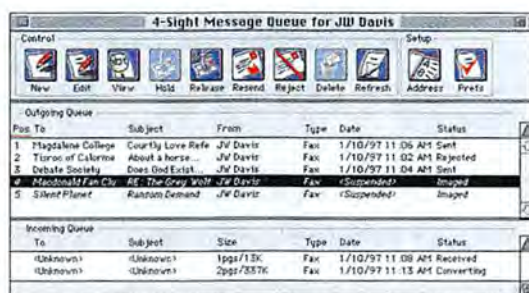 4-Sight Message Queue for JW Davis
Control
Setup
New Edit View Hold Release Resend Reject Delete Refresh Address Prefs
Outgoing Queue
Pos To Subject From Type Date Status
1 Magdalene College Courtly Love Refe JW Davis Fax 1/10/97 11:06 AM Sent
2 Tisroc of Calorme About a horse... JW Davis Fax 1/10/97 11:02 AM Rejected
3 Debate Society Does God Exist... JW Davis Fax 1/10/97 11:04 AM Sent
4 Macdonald Fan Clu RE: The Grey Wolf JW Davis Fax <Suspended> Imaged
5 Silent Planet Random Demand JW Davis Fax <Suspended> Imaged
Incoming Queue
To Subject Size Type Date Status
<Unknown> <Unknown> 1pgs/13K Fax 1/10/97 11:08 AM Received
<Unknown> <Unknown> 2pgs/337K Fax 1/10/97 11:13 AM Converting